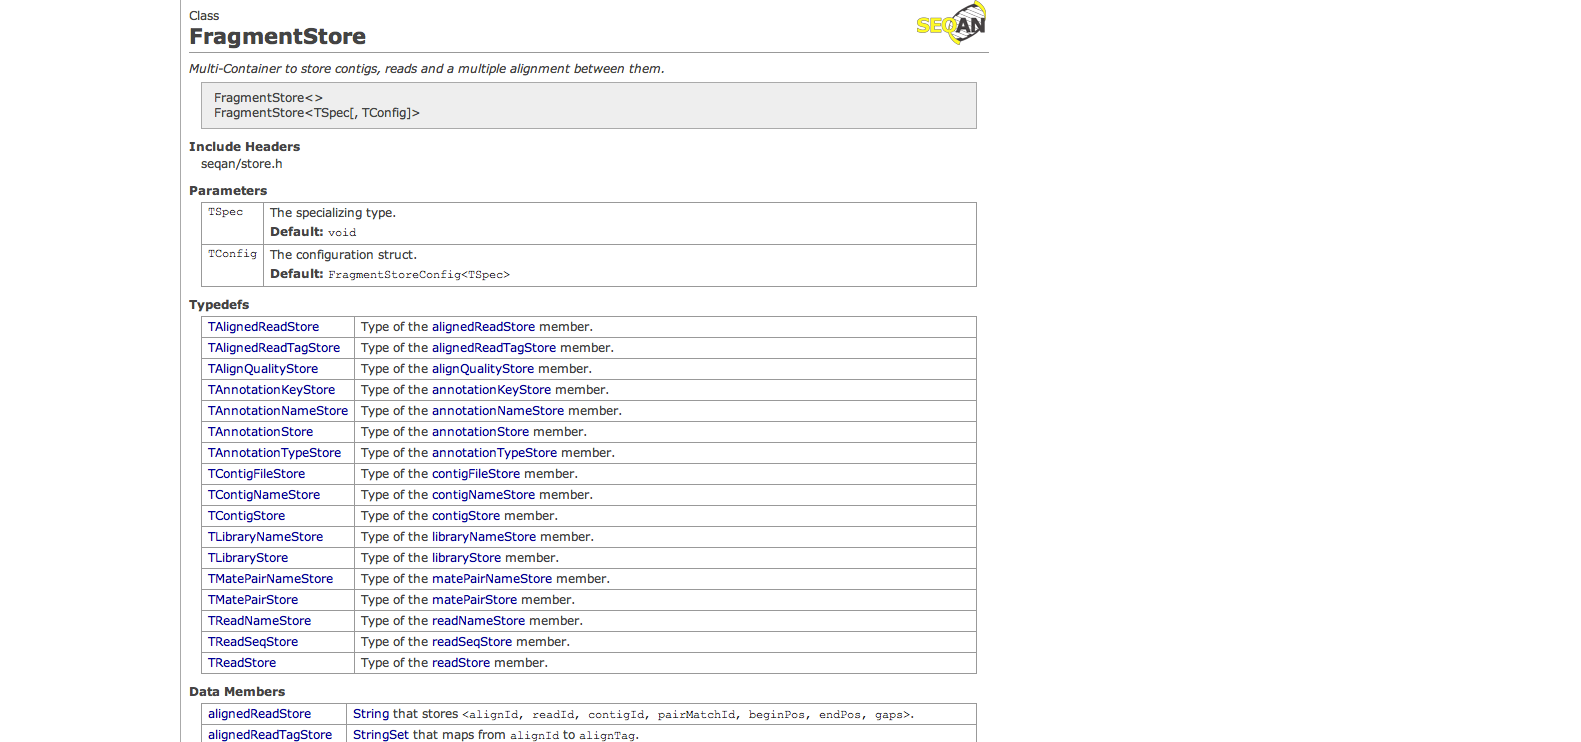 Class
SEQAN
FragmentStore
Multi-Container to store contigs, reads and a multiple alignment between them.
FragmentStore<>
FragmentStore<TSpec[, TConfig]>
Include Headers
seqan/store.h
Parameters
TSpec The specializing type.
Default: void
TConfig The configuration struct.
Default: FragmentStoreConfig<TSpec>
Typedefs
TAlignedReadStore Type of the alignedReadStore member.
TAlignedReadTagStore Type of the alignedReadTagStore member.
TAlignQualityStore Type of the alignQualityStore member.
TAnnotationKeyStore Type of the annotationKeyStore member.
TAnnotationNameStore Type of the annotationNameStore member.
TAnnotationStore Type of the annotationStore member.
TAnnotationTypeStore Type of the annotationTypeStore member.
TContigFileStore Type of the contigFileStore member.
TContigNameStore Type of the contigNameStore member.
TContigStore Type of the contigStore member.
TLibraryNameStore Type of the libraryNameStore member.
TLibraryStore Type of the libraryStore member.
TMatePairNameStore Type of the matePairNameStore member.
TMatePairStore Type of the matePairStore member.
TReadNameStore Type of the readNameStore member.
TReadSeqStore Type of the readSeqStore member.
TReadStore Type of the readStore member.
Data Members
alignedReadStore String that stores <alignId, readId, contigId, pairMatchId, beginPos, endPos, gaps>.
alignedReadTagStore StringSet that maps from alignId to alignTag.